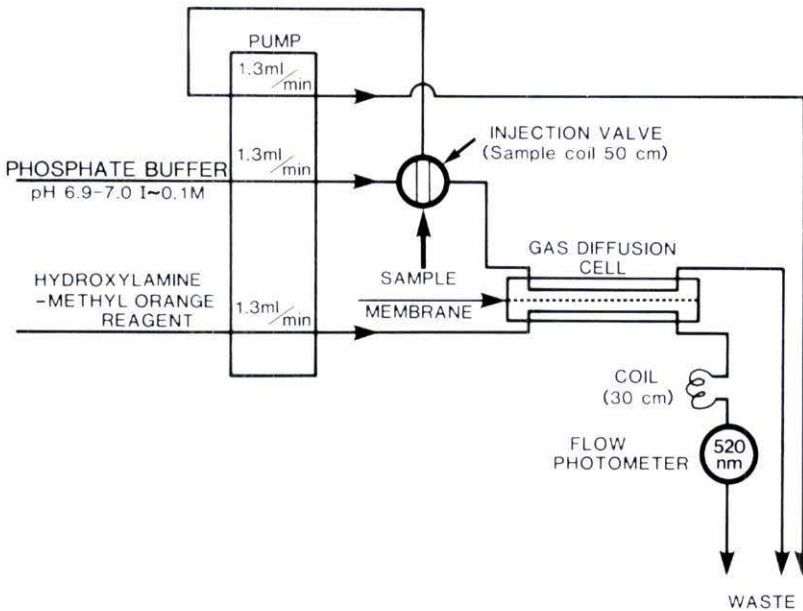 PUMP
1.3ml/min
INJECTION VALVE
(Sample coil 50 cm)
PHOSPHATE BUFFER
pH 6.9-7.0 I~0.1M
1.3ml/min
GAS DIFFUSION
CELL
HYDROXYLAMINE
-METHYL ORANGE
REAGENT
1.3ml/min
SAMPLE
MEMBRANE
COIL
(30 cm)
FLOW
PHOTOMETER
520
nm
WASTE